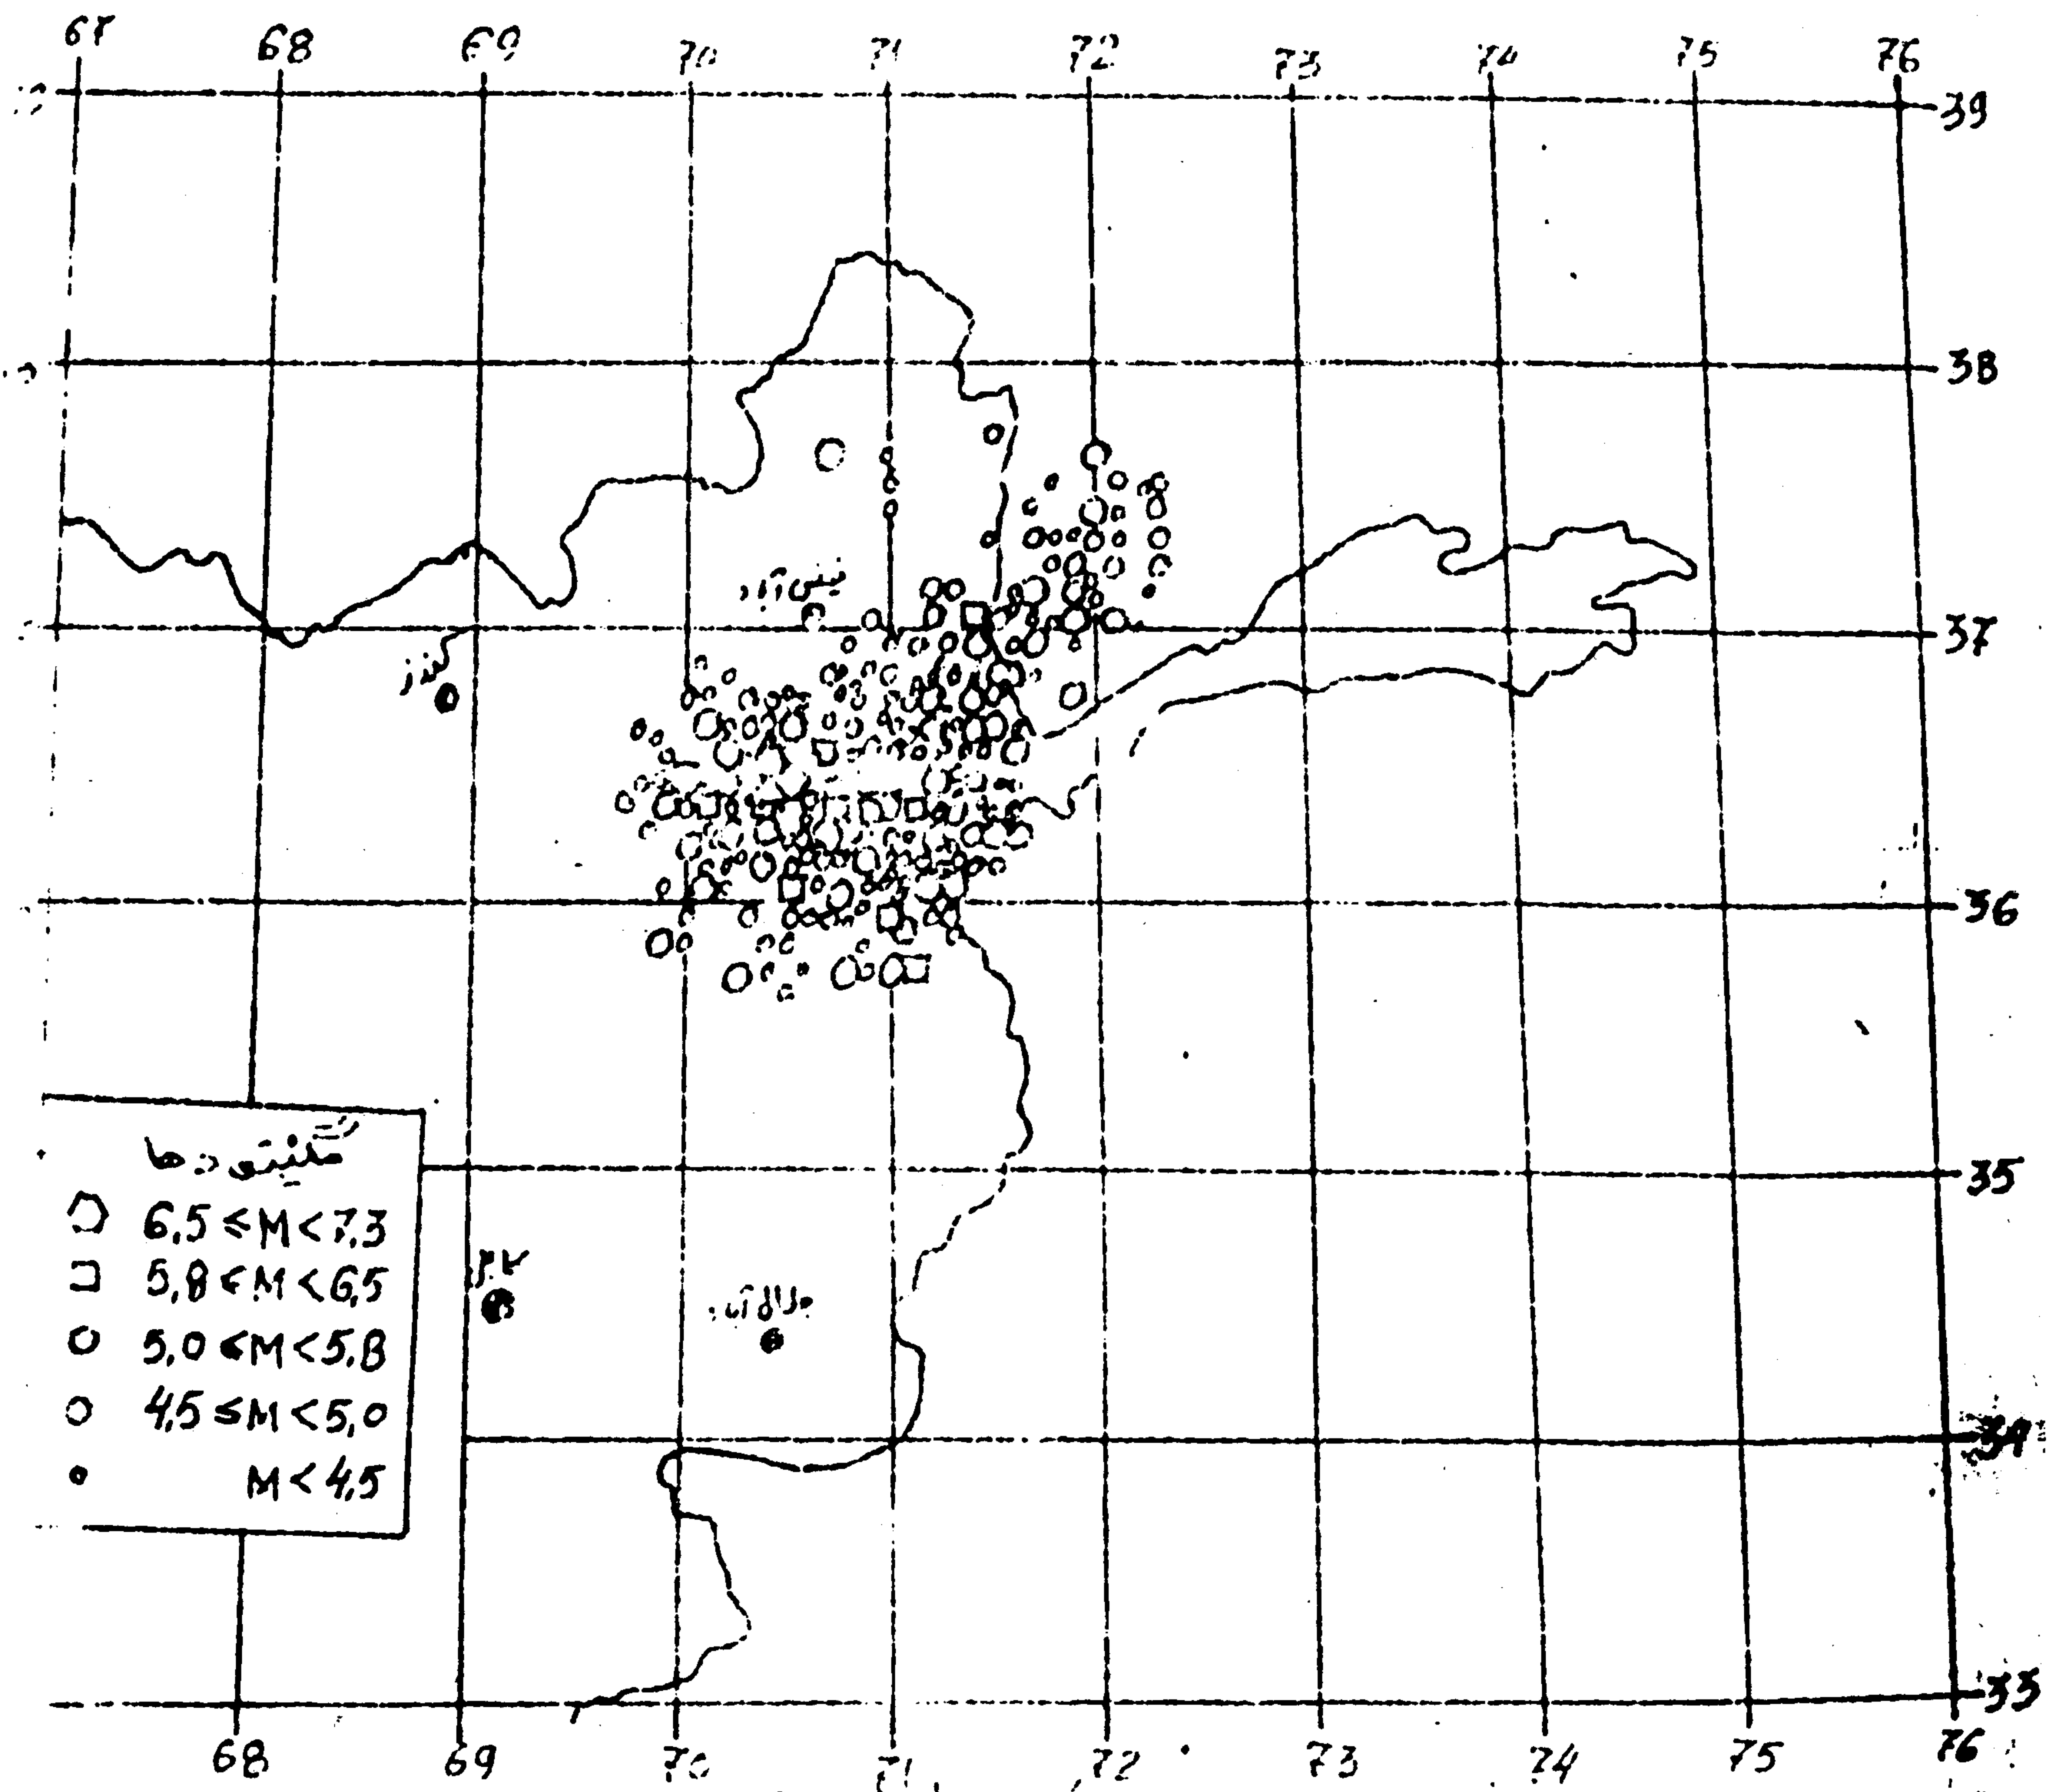 67 68 69 70 71 72 73 74 75 76
39
38
37
کندز
36
مگنیتودها
35
6,5 ≤ M < 7,3
5,8 ≤ M < 6,5
کابل
جلال آباد
5,0 ≤ M < 5,8
4,5 ≤ M < 5,0
34
M < 4,5
33
68 69 70 71 72 73 74 75 76